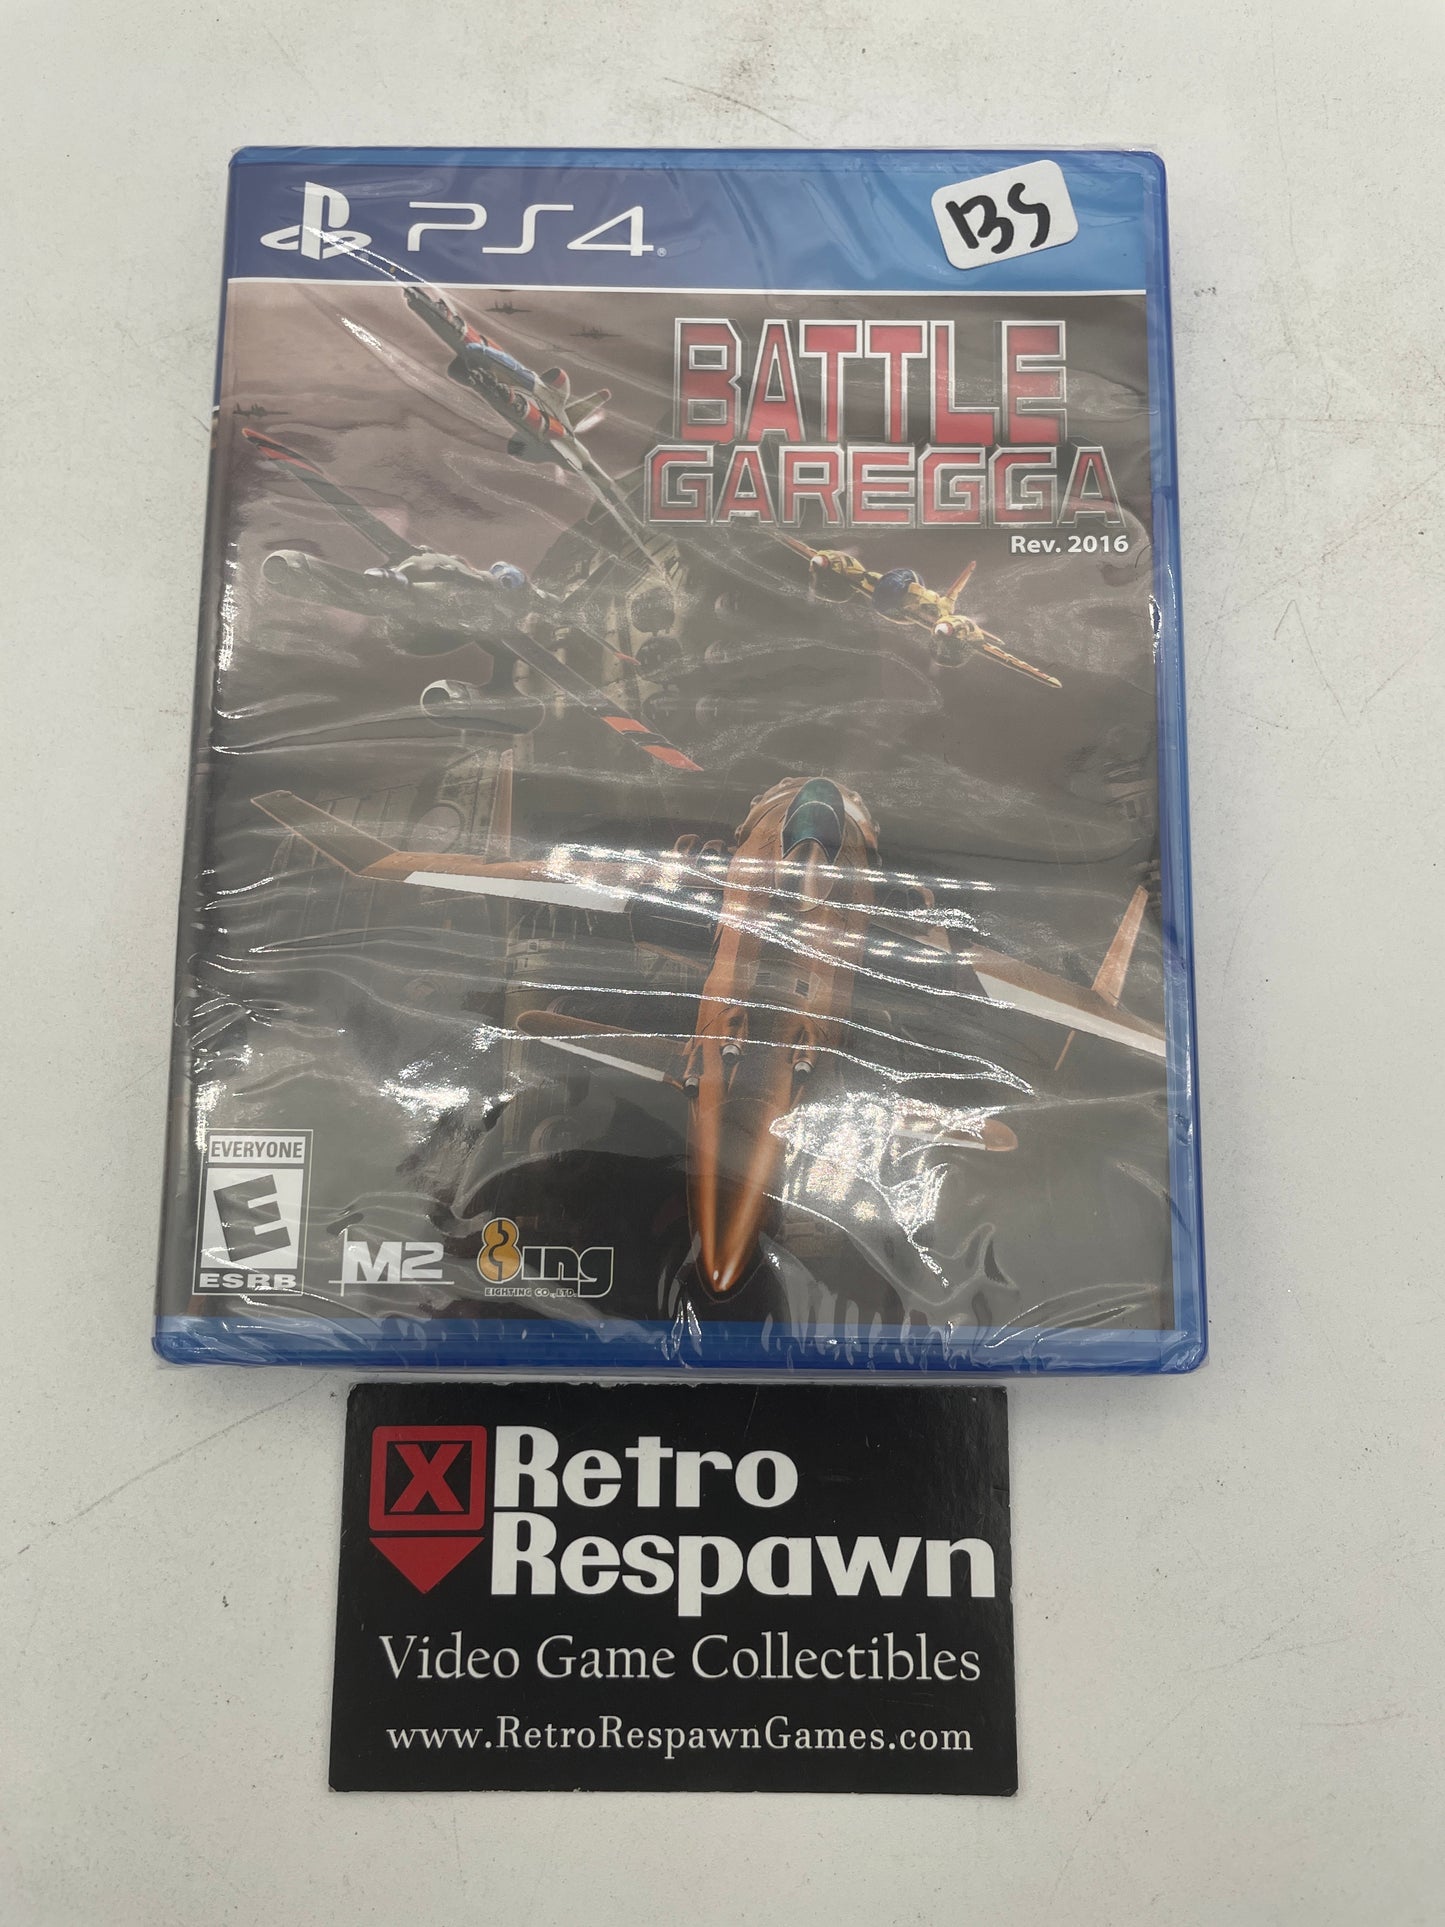 PS4
BS
BATTLE
GAREGGA
Rev. 2016
EVERYONE
E
ESRB
M2
8ing
EIGHTING CO., LTD.
X Retro
Respawn
Video Game Collectibles
www.RetroRespawnGames.com